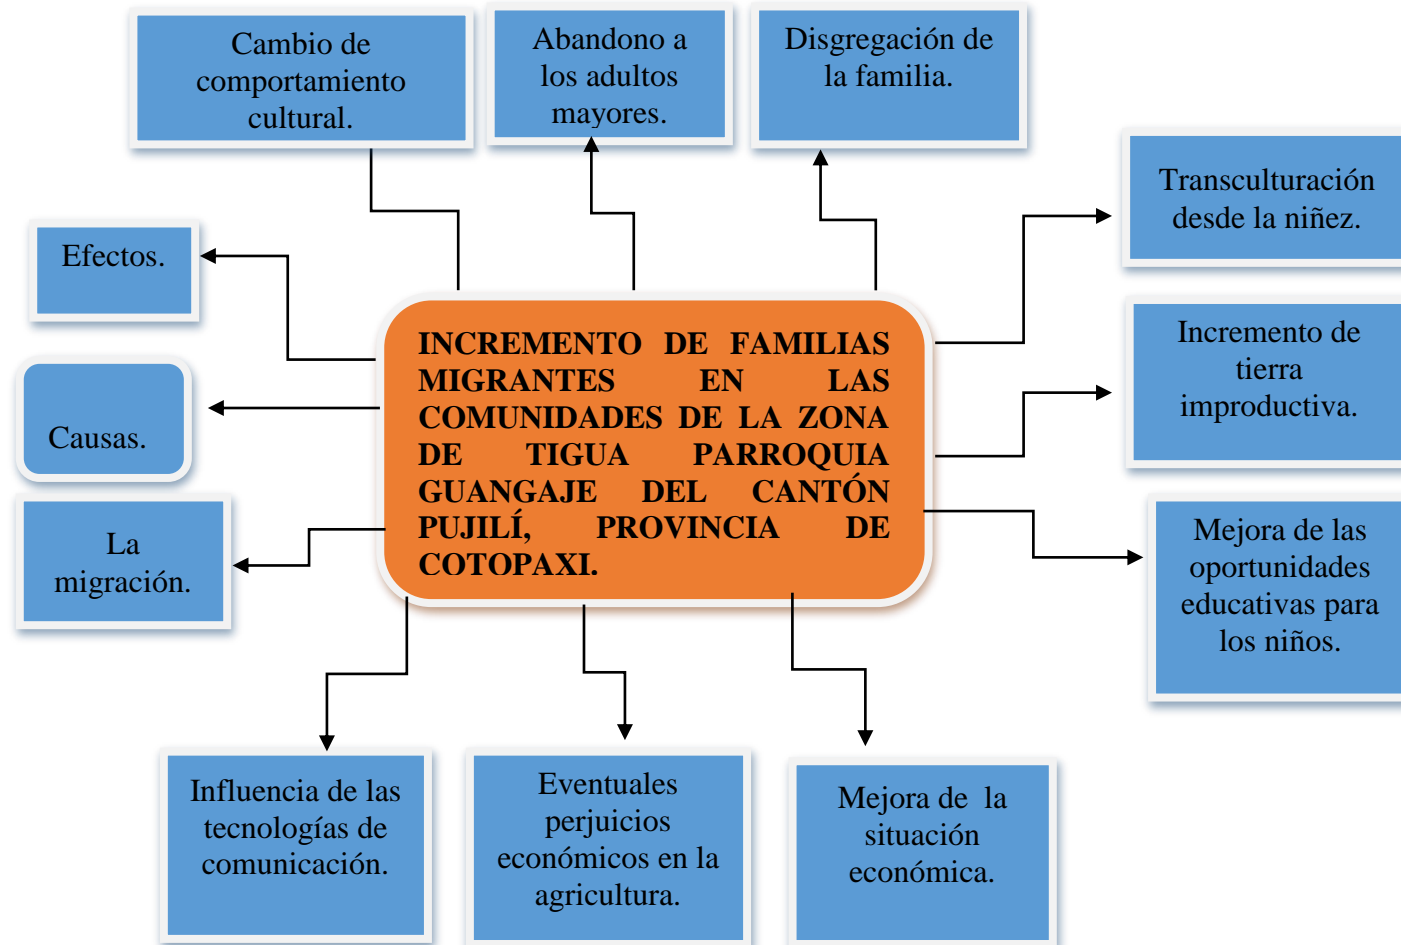 Cambio de
comportamiento
cultural.
Abandono a
los adultos
mayores.
Disgregación de
la familia.
Transculturación
desde la niñez.
Efectos.
INCREMENTO DE FAMILIAS
MIGRANTES EN LAS
COMUNIDADES DE LA ZONA
DE TIGUA PARROQUIA
GUANGAJE DEL CANTÓN
PUJILÍ, PROVINCIA DE
COTOPAXI.
Incremento de
tierra
improductiva.
Causas.
La
migración.
Mejora de las
oportunidades
educativas para
los niños.
Influencia de las
tecnologías de
comunicación.
Eventuales
perjuicios
económicos en la
agricultura.
Mejora de  la
situación
económica.